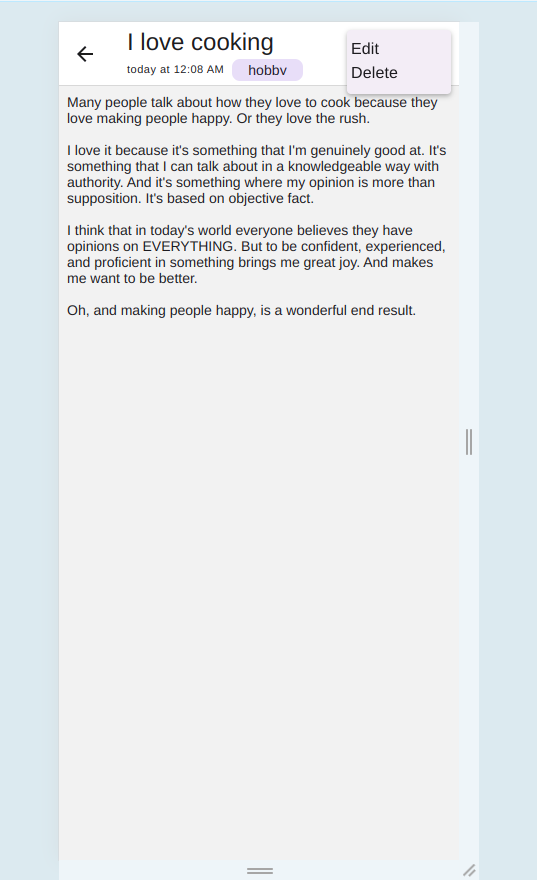 I love cooking
today at 12:08 AM hobby
Edit
Delete
Many people talk about how they love to cook because they
love making people happy. Or they love the rush.
I love it because it's something that I'm genuinely good at. It's
something that I can talk about in a knowledgeable way with
authority. And it's something where my opinion is more than
supposition. It's based on objective fact.
I think that in today's world everyone believes they have
opinions on EVERYTHING. But to be confident, experienced,
and proficient in something brings me great joy. And makes
me want to be better.
Oh, and making people happy, is a wonderful end result.